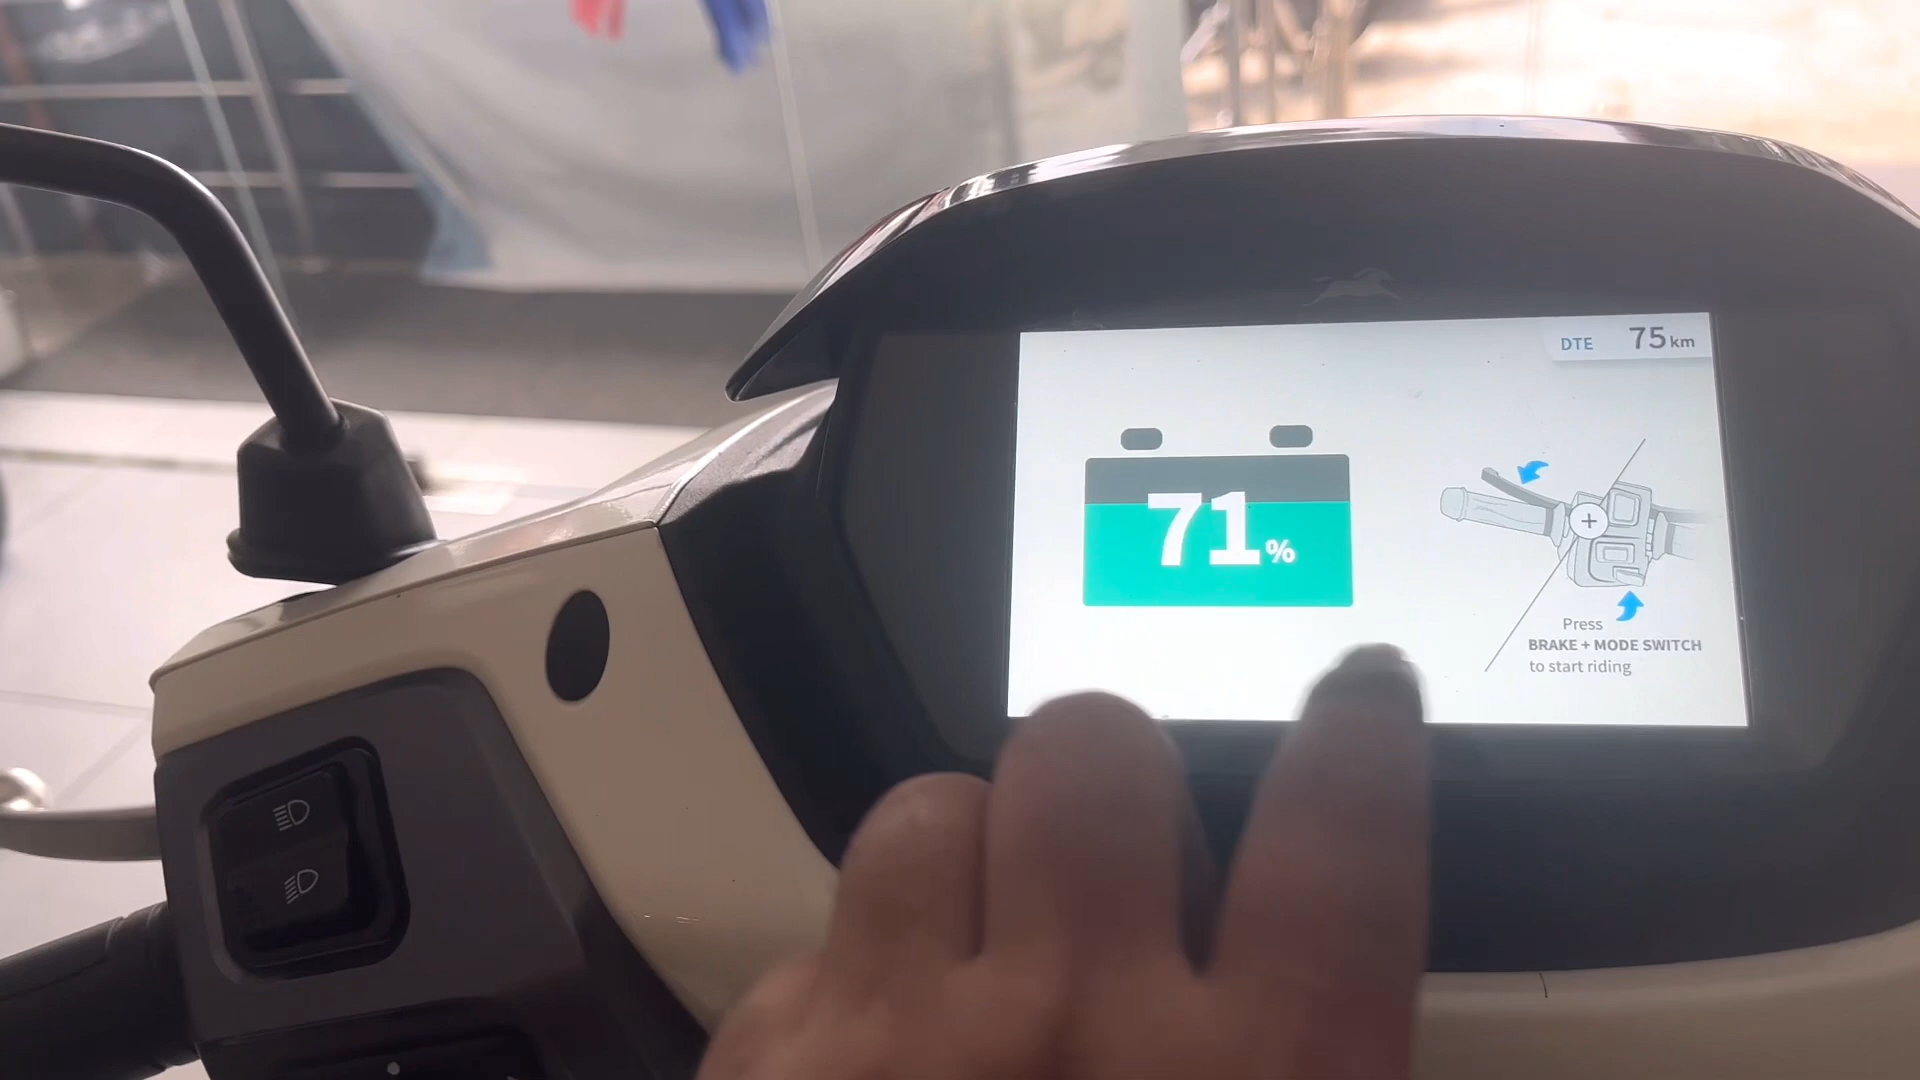 DTE 75 km
71%
Press
BRAKE + MODE SWITCH
to start riding